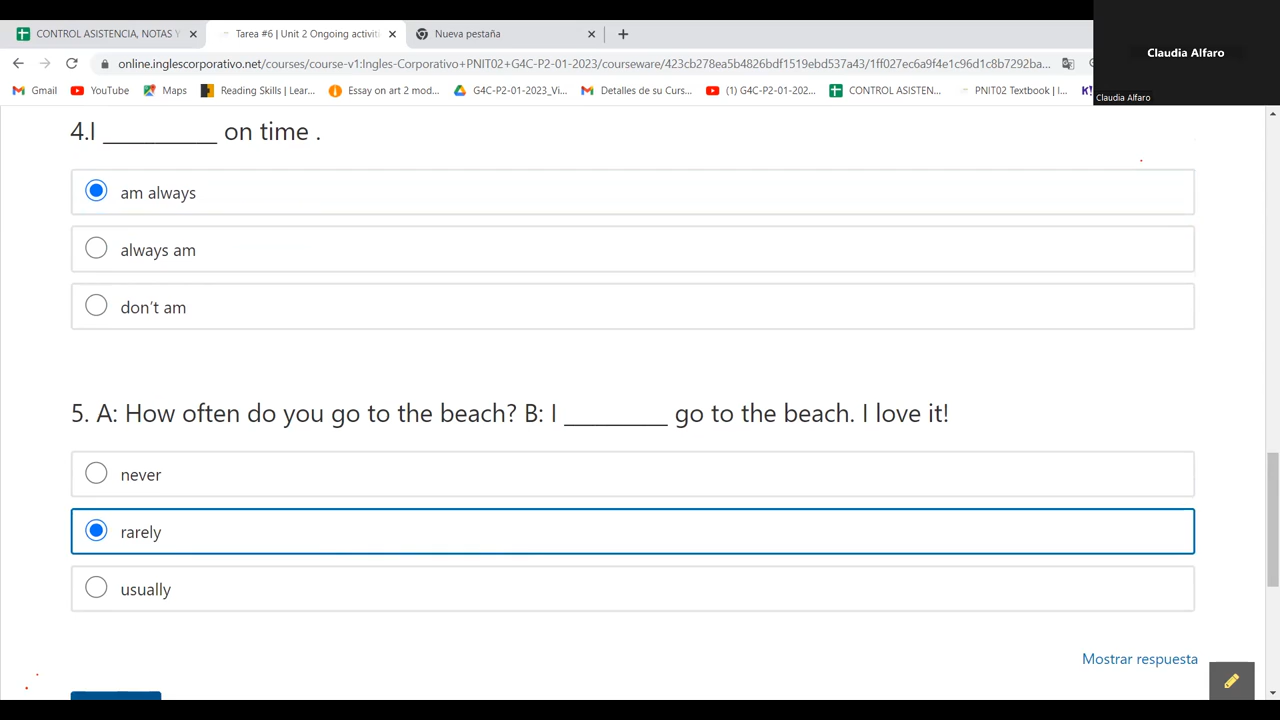 CONTROL ASISTENCIA, NOTAS Y
Tarea #6 | Unit 2 Ongoing activiti
Nueva pestaña
Claudia Alfaro
online.inglescorporativo.net/courses/course-v1:Ingles-Corporativo+PNIT02+G4C-P2-01-2023/courseware/423cb278ea5b4826bdf1519ebd537a43/1ff027ec6a9f4e1c96d1c8b7292ba...
Gmail
YouTube
Maps
Reading Skills | Lear...
Essay on art 2 mod...
G4C-P2-01-2023_Vi...
Detalles de su Curs...
(1) G4C-P2-01-202...
CONTROL ASISTEN...
PNIT02 Textbook | I...
Claudia Alfaro
4.I ___________ on time .
am always
always am
don’t am
5. A: How often do you go to the beach? B: I __________ go to the beach. I love it!
never
rarely
usually
Mostrar respuesta